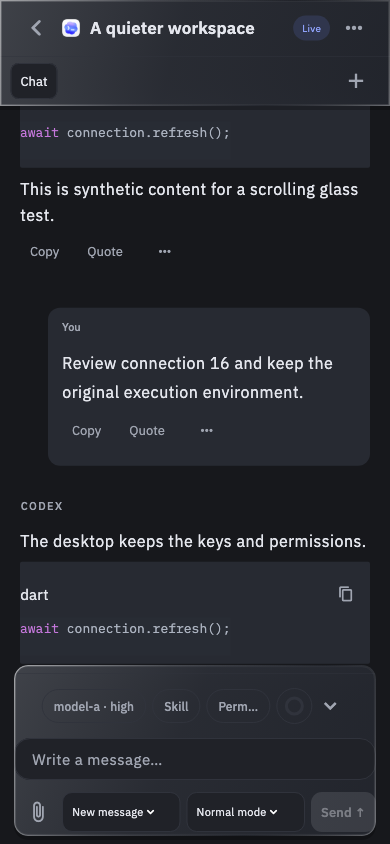 A quieter workspace
Live
Chat
await connection.refresh();
This is synthetic content for a scrolling glass
test.
Copy Quote
You
Review connection 16 and keep the
original execution environment.
Copy Quote
CODEX
The desktop keeps the keys and permissions.
dart
await connection.refresh();
model-a · high Skill Perm...
Write a message...
New message Normal mode Send ↑